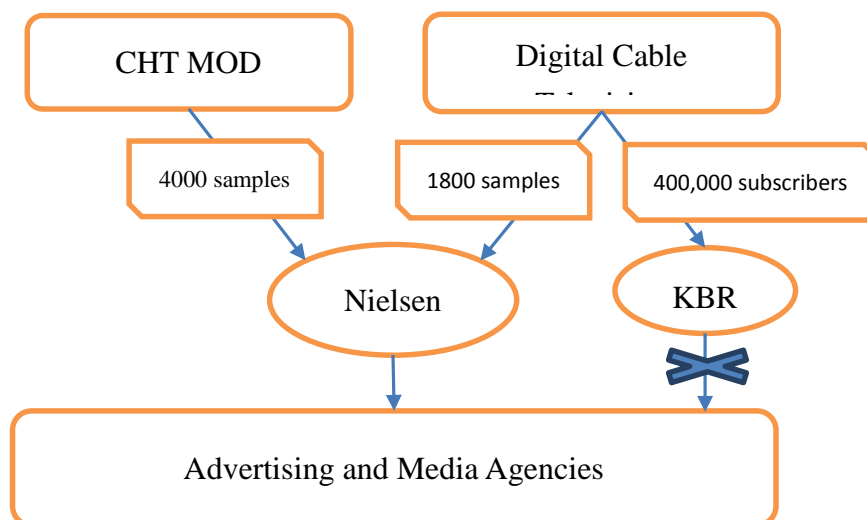 CHT MOD
Digital Cable
4000 samples
1800 samples
400,000 subscribers
Nielsen
KBR
Advertising and Media Agencies